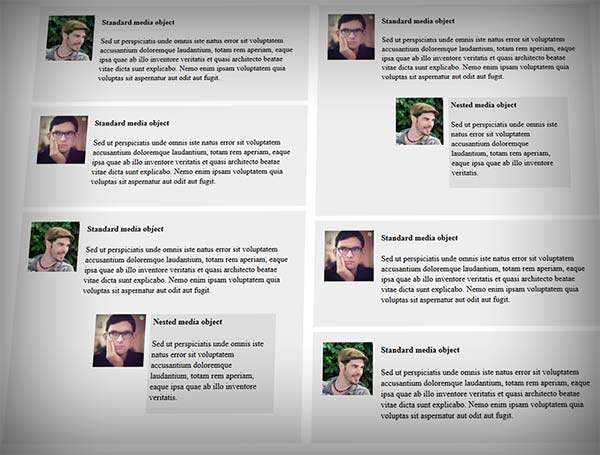 Standard media object
Sed ut perspiciatis unde omnis iste natus error sit voluptatem
accusantium doloremque laudantium, totam rem aperiam, eaque
ipsa quae ab illo inventore veritatis et quasi architecto beatae
vitae dicta sunt explicabo. Nemo enim ipsam voluptatem quia
voluptas sit aspernatur aut odit aut fugit.
Standard media object
Sed ut perspiciatis unde omnis iste natus error sit voluptatem
accusantium doloremque laudantium, totam rem aperiam, eaque
ipsa quae ab illo inventore veritatis et quasi architecto beatae
vitae dicta sunt explicabo. Nemo enim ipsam voluptatem quia
voluptas sit aspernatur aut odit aut fugit.
Standard media object
Sed ut perspiciatis unde omnis iste natus error sit voluptatem
accusantium doloremque laudantium, totam rem aperiam, eaque
ipsa quae ab illo inventore veritatis et quasi architecto beatae
vitae dicta sunt explicabo. Nemo enim ipsam voluptatem quia
voluptas sit aspernatur aut odit aut fugit.
Nested media object
Sed ut perspiciatis unde omnis iste
natus error sit voluptatem
accusantium doloremque
laudantium, totam rem aperiam,
eaque ipsa quae ab illo inventore
veritatis.
Standard media object
Sed ut perspiciatis unde omnis iste natus error sit voluptatem
accusantium doloremque laudantium, totam rem aperiam, eaque
ipsa quae ab illo inventore veritatis et quasi architecto beatae
vitae dicta sunt explicabo. Nemo enim ipsam voluptatem quia
voluptas sit aspernatur aut odit aut fugit.
Nested media object
Sed ut perspiciatis unde omnis iste
natus error sit voluptatem
accusantium doloremque
laudantium, totam rem aperiam,
eaque ipsa quae ab illo inventore
veritatis.
Standard media object
Sed ut perspiciatis unde omnis iste natus error sit voluptatem
accusantium doloremque laudantium, totam rem aperiam, eaque
ipsa quae ab illo inventore veritatis et quasi architecto beatae
vitae dicta sunt explicabo. Nemo enim ipsam voluptatem quia
voluptas sit aspernatur aut odit aut fugit.
Standard media object
Sed ut perspiciatis unde omnis iste natus error sit voluptatem
accusantium doloremque laudantium, totam rem aperiam, eaque
ipsa quae ab illo inventore veritatis et quasi architecto beatae
vitae dicta sunt explicabo. Nemo enim ipsam voluptatem quia
voluptas sit aspernatur aut odit aut fugit.